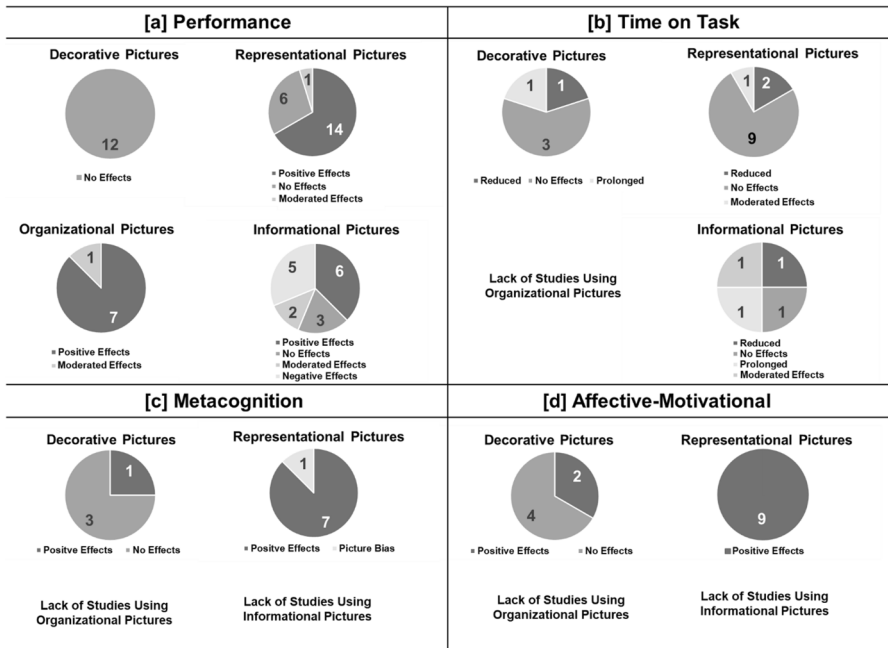 [a] Performance
Decorative Pictures
12
No Effects
Representational Pictures
1
6
14
Positive Effects
No Effects
Moderated Effects
Organizational Pictures
1
7
Positive Effects
Moderated Effects
Informational Pictures
5
6
2
3
Positive Effects
No Effects
Moderated Effects
Negative Effects
[b] Time on Task
Decorative Pictures
1
1
3
Reduced No Effects Prolonged
Representational Pictures
1
2
9
Reduced
No Effects
Moderated Effects
Lack of Studies Using
Organizational Pictures
Informational Pictures
1
1
1
1
Reduced
No Effects
Prolonged
Moderated Effects
[c] Metacognition
Decorative Pictures
1
3
Positve Effects No Effects
Representational Pictures
1
7
Positve Effects Picture Bias
Lack of Studies Using
Organizational Pictures
Lack of Studies Using
Informational Pictures
[d] Affective-Motivational
Decorative Pictures
2
4
Positive Effects No Effects
Representational Pictures
9
Positive Effects
Lack of Studies Using
Organizational Pictures
Lack of Studies Using
Informational Pictures